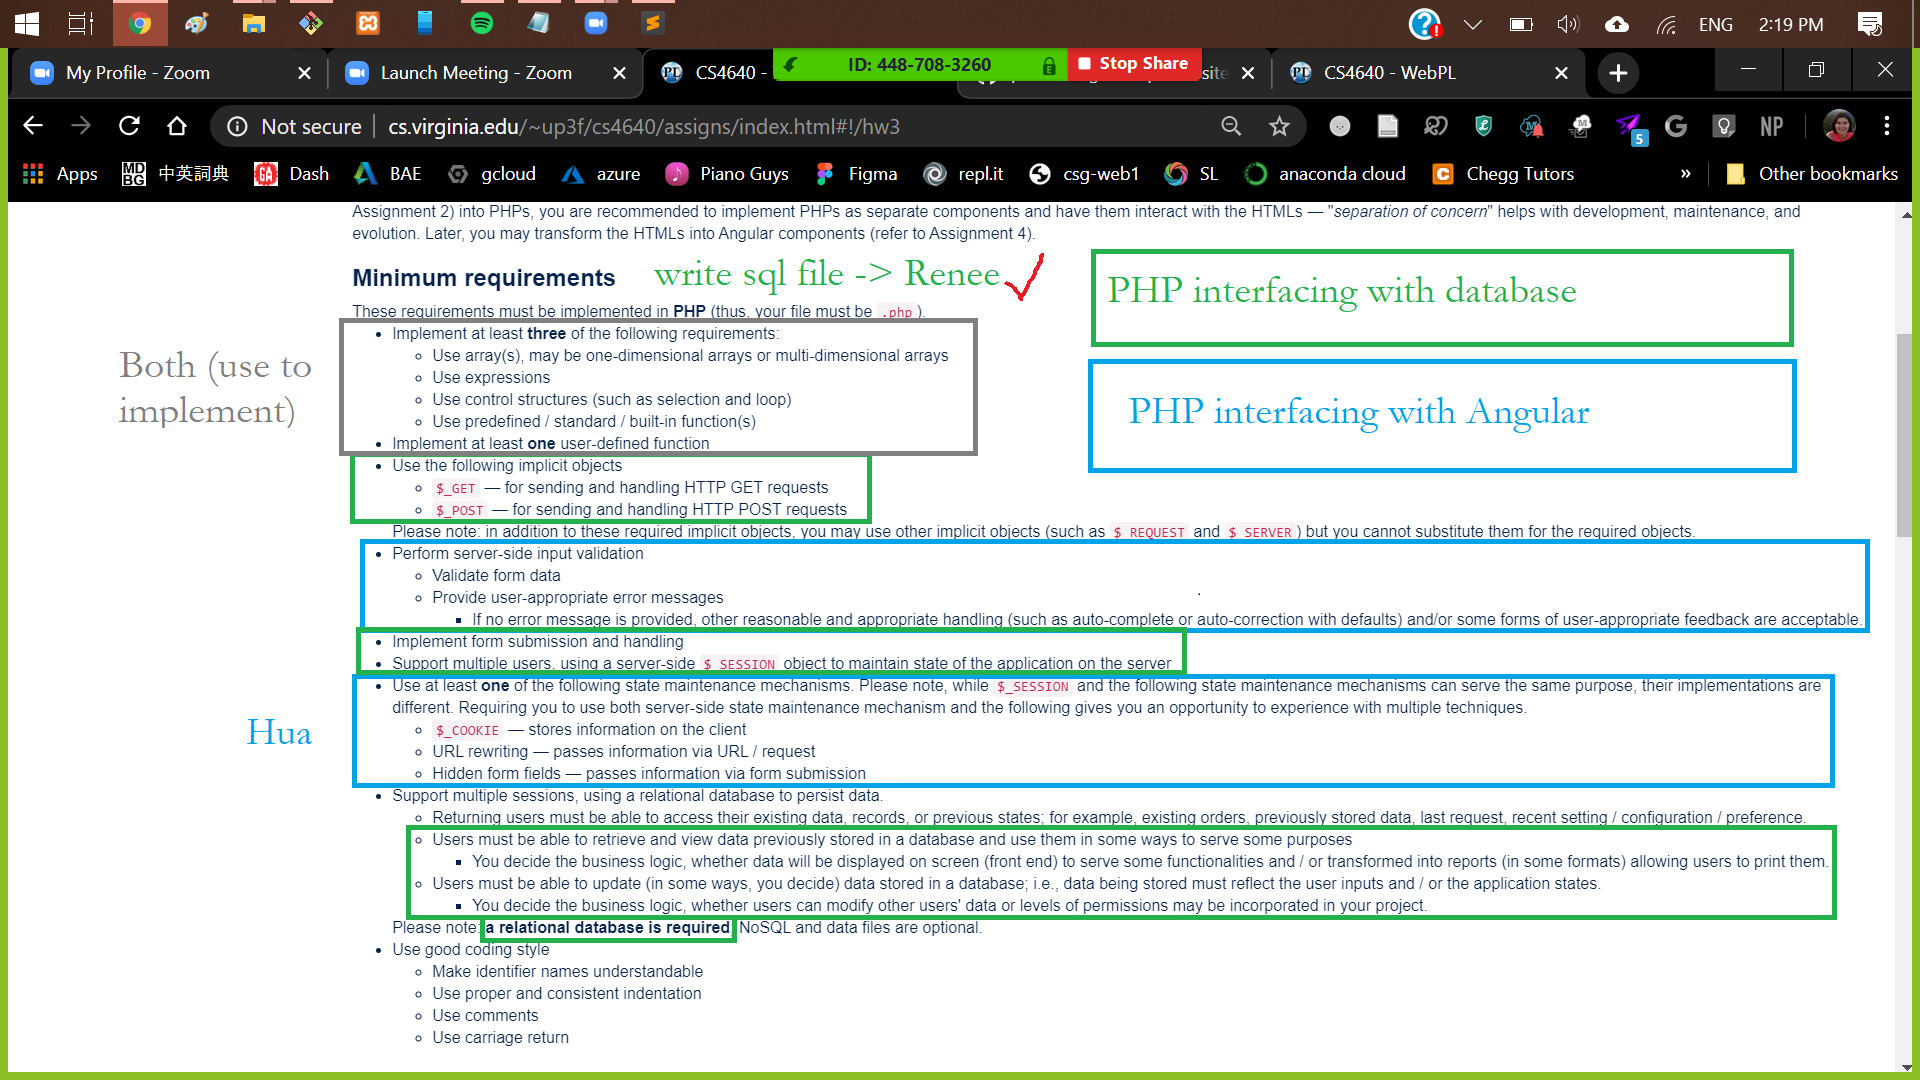 ENG 2:19 PM
My Profile - Zoom
Launch Meeting - Zoom
CS4640 -
ID: 448-708-3260
Stop Share
site
CS4640 - WebPL
Not secure | cs.virginia.edu/~up3f/cs4640/assigns/index.html#!/hw3
5
NP
Apps
MDBG 中英詞典
Dash
BAE
gcloud
azure
Piano Guys
Figma
repl.it
csg-web1
SL
anaconda cloud
Chegg Tutors
»
Other bookmarks
Assignment 2) into PHPs, you are recommended to implement PHPs as separate components and have them interact with the HTMLs — "separation of concern" helps with development, maintenance, and
evolution. Later, you may transform the HTMLs into Angular components (refer to Assignment 4).
Minimum requirements
write sql file -> Renee
PHP interfacing with database
These requirements must be implemented in PHP (thus, your file must be .php).
Both (use to
implement)
PHP interfacing with Angular
• Implement at least three of the following requirements:
◦ Use array(s), may be one-dimensional arrays or multi-dimensional arrays
◦ Use expressions
◦ Use control structures (such as selection and loop)
◦ Use predefined / standard / built-in function(s)
• Implement at least one user-defined function
• Use the following implicit objects
◦ $_GET — for sending and handling HTTP GET requests
◦ $_POST — for sending and handling HTTP POST requests
Please note: in addition to these required implicit objects, you may use other implicit objects (such as $_REQUEST and $_SERVER) but you cannot substitute them for the required objects.
• Perform server-side input validation
◦ Validate form data
◦ Provide user-appropriate error messages
▪ If no error message is provided, other reasonable and appropriate handling (such as auto-complete or auto-correction with defaults) and/or some forms of user-appropriate feedback are acceptable.
• Implement form submission and handling
• Support multiple users, using a server-side $_SESSION object to maintain state of the application on the server
Hua
• Use at least one of the following state maintenance mechanisms. Please note, while $_SESSION and the following state maintenance mechanisms can serve the same purpose, their implementations are
different. Requiring you to use both server-side state maintenance mechanism and the following gives you an opportunity to experience with multiple techniques.
◦ $_COOKIE — stores information on the client
◦ URL rewriting — passes information via URL / request
◦ Hidden form fields — passes information via form submission
• Support multiple sessions, using a relational database to persist data.
◦ Returning users must be able to access their existing data, records, or previous states; for example, existing orders, previously stored data, last request, recent setting / configuration / preference.
◦ Users must be able to retrieve and view data previously stored in a database and use them in some ways to serve some purposes
▪ You decide the business logic, whether data will be displayed on screen (front end) to serve some functionalities and / or transformed into reports (in some formats) allowing users to print them.
◦ Users must be able to update (in some ways, you decide) data stored in a database; i.e., data being stored must reflect the user inputs and / or the application states.
▪ You decide the business logic, whether users can modify other users' data or levels of permissions may be incorporated in your project.
Please note: a relational database is required NoSQL and data files are optional.
• Use good coding style
◦ Make identifier names understandable
◦ Use proper and consistent indentation
◦ Use comments
◦ Use carriage return